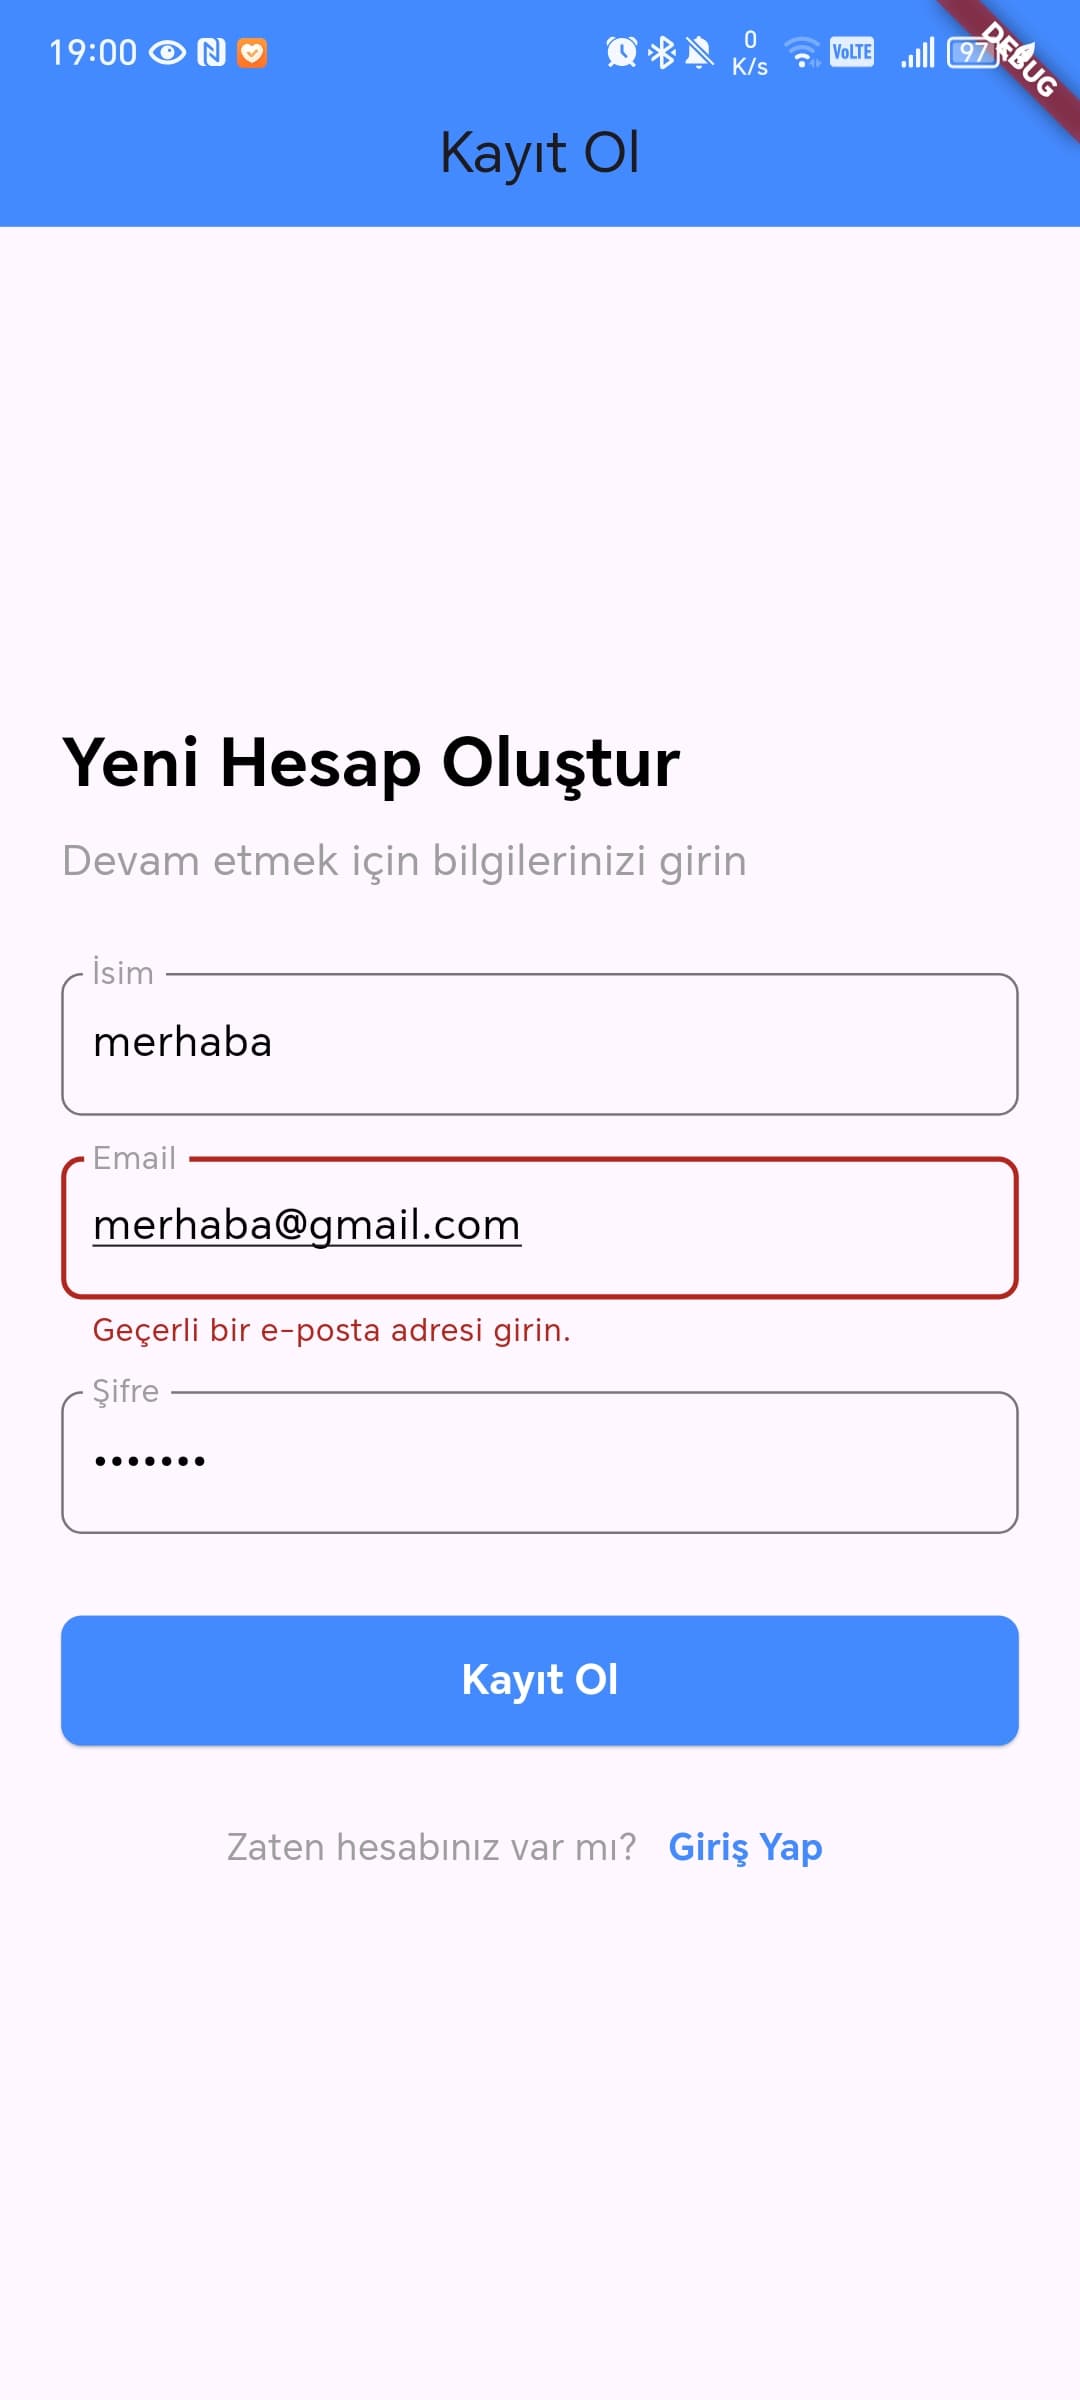 19:00 0 K/s VoLTE 97 DEBUG
Kayıt Ol
Yeni Hesap Oluştur
Devam etmek için bilgilerinizi girin
İsim
merhaba
Email
merhaba@gmail.com
Geçerli bir e-posta adresi girin.
Şifre
•••••••
Kayıt Ol
Zaten hesabınız var mı? Giriş Yap